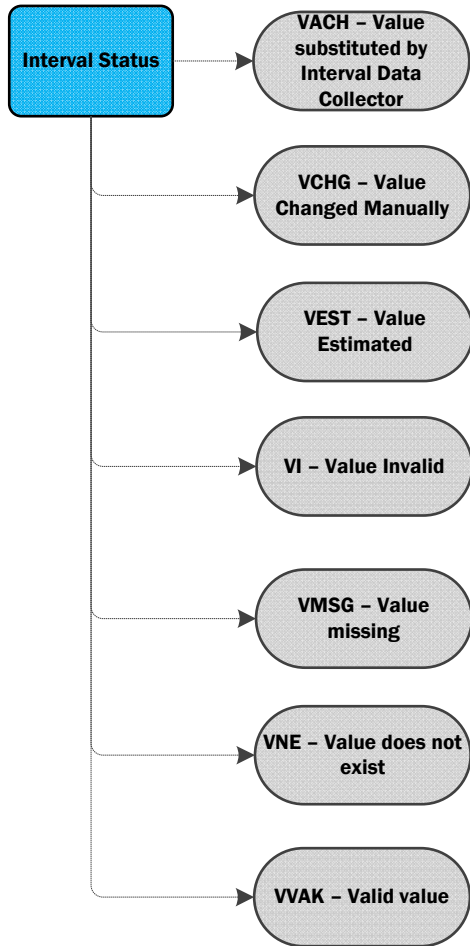 Interval Status
VACH – Value
substituted by
Interval Data
Collector
VCHG – Value
Changed Manually
VEST – Value
Estimated
VI – Value Invalid
VMSG – Value
missing
VNE – Value does not
exist
VVAK – Valid value